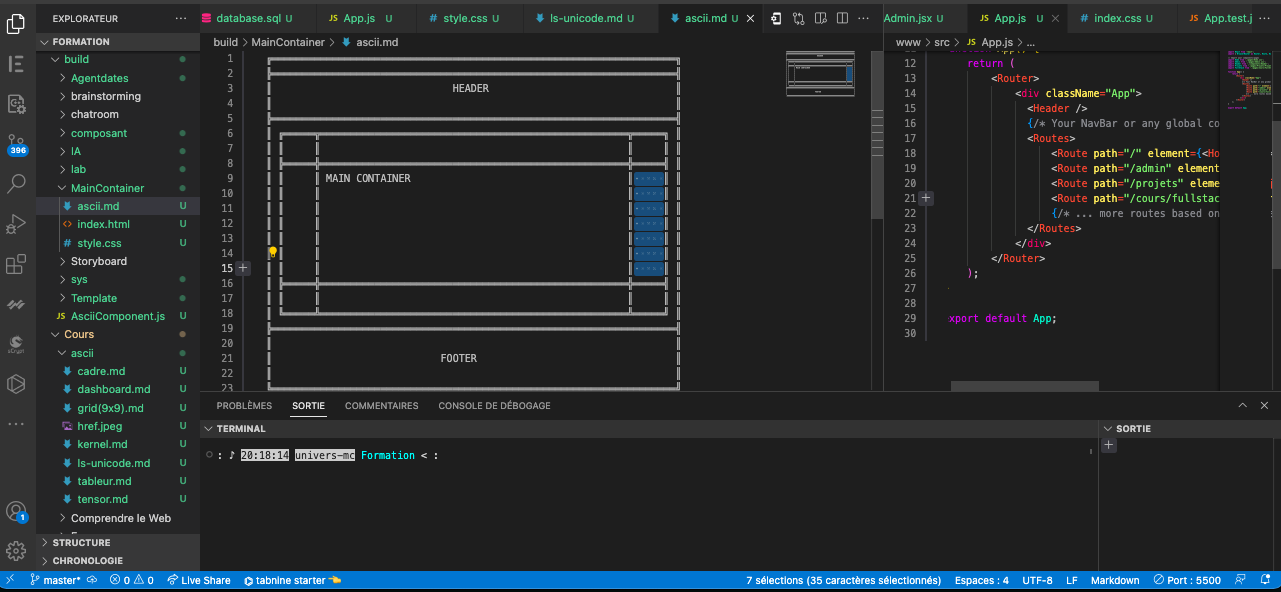 EXPLORATEUR
FORMATION
build
Agentdates
brainstorming
chatroom
composant
IA
lab
MainContainer
ascii.md U
index.html U
style.css U
Storyboard
sys
Template
AsciiComponent.js U
Cours
ascii
cadre.md U
dashboard.md U
grid(9x9).md U
href.jpeg U
kernel.md U
ls-unicode.md U
tableur.md U
tensor.md U
Comprendre le Web
STRUCTURE
CHRONOLOGIE
396
1
database.sql U
App.js U
style.css U
ls-unicode.md U
ascii.md U
build > MainContainer > ascii.md
1
2
3 HEADER
4
5
6
7
8
9 MAIN CONTAINER
10
11
12
13
14
15
16
17
18
19
20
21 FOOTER
22
23
Admin.jsx U
App.js U
index.css U
App.test.j
www > src > App.js > ...
12 return (
13 <Router>
14 <div className="App">
15 <Header />
16 {/* Your NavBar or any global co
17 <Routes>
18 <Route path="/" element={<Ho
19 <Route path="/admin" element
20 <Route path="/projets" eleme
21 <Route path="/cours/fullstac
22 {/* ... more routes based on
23 </Routes>
24 </div>
25 </Router>
26 );
27
28
29 xport default App;
30
PROBLÈMES SORTIE COMMENTAIRES CONSOLE DE DÉBOGAGE
TERMINAL
: ♪ 20:18:14 univers-mc Formation < :
SORTIE
master* 0 0 Live Share tabnine starter 7 sélections (35 caractères sélectionnés) Espaces : 4 UTF-8 LF Markdown Port : 5500